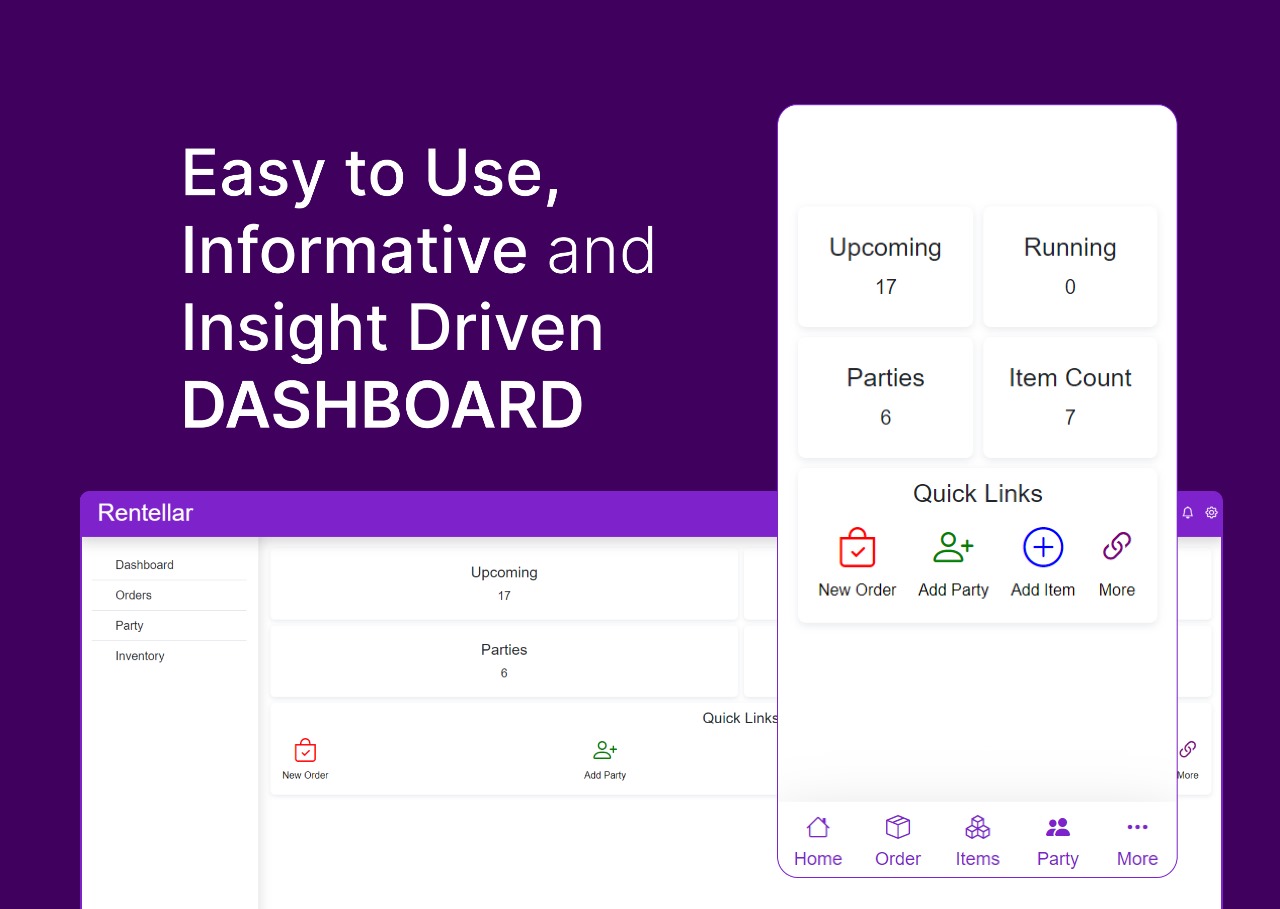 Easy to Use,
Informative and
Insight Driven
DASHBOARD
Rentellar
Dashboard
Orders
Party
Inventory
Upcoming
17
Parties
6
Quick Links
New Order
Add Party
More
Upcoming
17
Running
0
Parties
6
Item Count
7
Quick Links
New Order
Add Party
Add Item
More
Home
Order
Items
Party
More